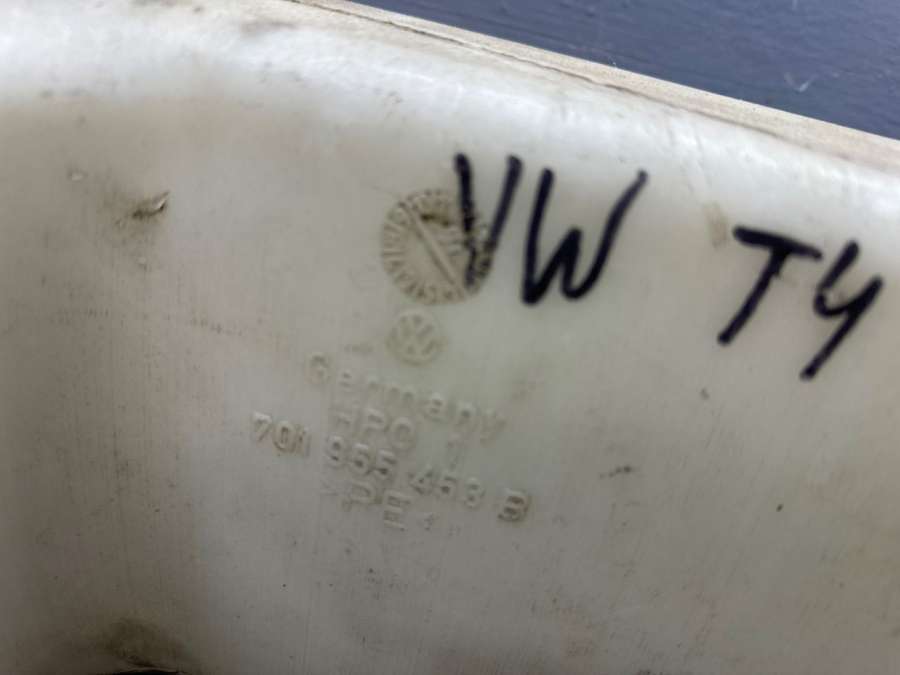 VW T4
Germany
HPO 1
701 955 453 B
PE